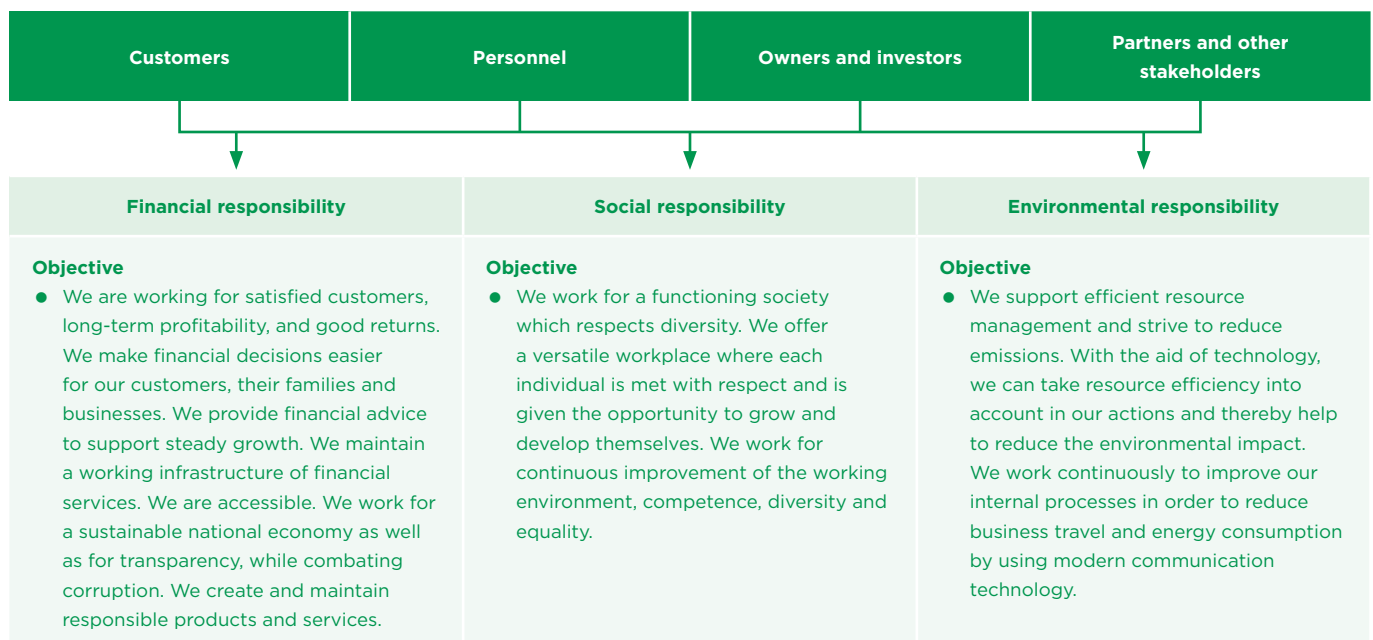 Customers
Personnel
Owners and investors
Partners and other
stakeholders
Financial responsibility
Social responsibility
Environmental responsibility
Objective
● We are working for satisfied customers,
long-term profitability, and good returns.
We make financial decisions easier
for our customers, their families and
businesses. We provide financial advice
to support steady growth. We maintain
a working infrastructure of financial
services. We are accessible. We work for
a sustainable national economy as well
as for transparency, while combating
corruption. We create and maintain
responsible products and services.
Objective
● We work for a functioning society
which respects diversity. We offer
a versatile workplace where each
individual is met with respect and is
given the opportunity to grow and
develop themselves. We work for
continuous improvement of the working
environment, competence, diversity and
equality.
Objective
● We support efficient resource
management and strive to reduce
emissions. With the aid of technology,
we can take resource efficiency into
account in our actions and thereby help
to reduce the environmental impact.
We work continuously to improve our
internal processes in order to reduce
business travel and energy consumption
by using modern communication
technology.